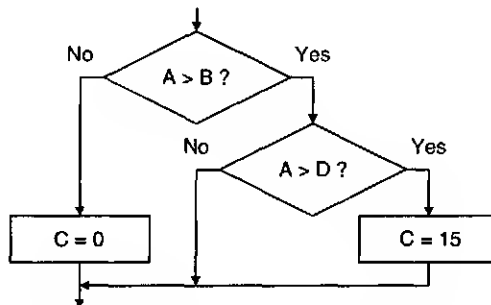 No
Yes
A > B ?
No
Yes
A > D ?
C = 0
C = 15